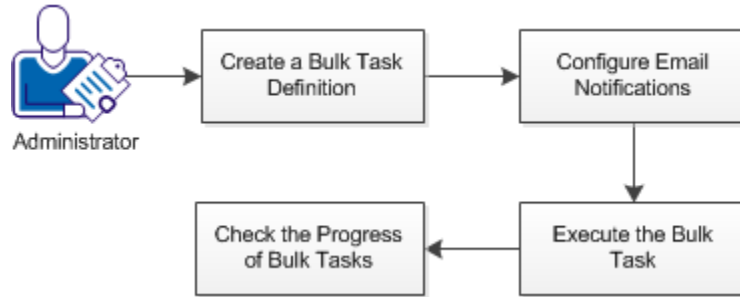 Administrator
Create a Bulk Task
Definition
Configure Email
Notifications
Execute the Bulk
Task
Check the Progress
of Bulk Tasks